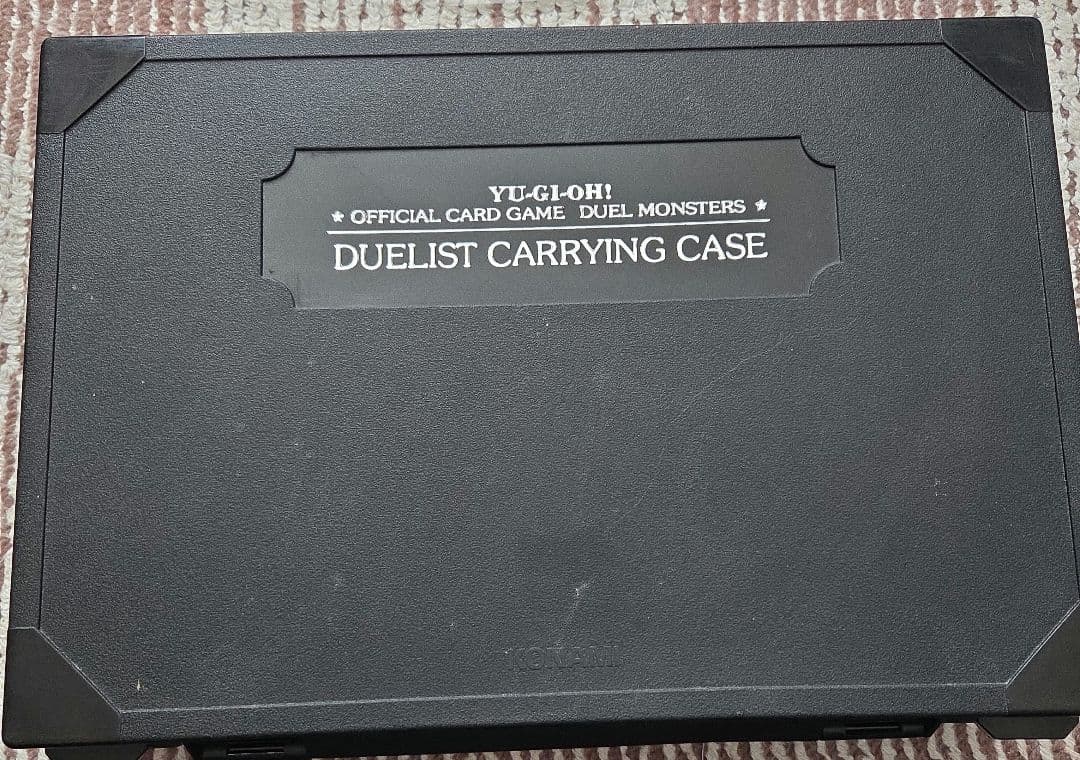 YU-GI-OH!
★ OFFICIAL CARD GAME DUEL MONSTERS ★
DUELIST CARRYING CASE
KONAMI